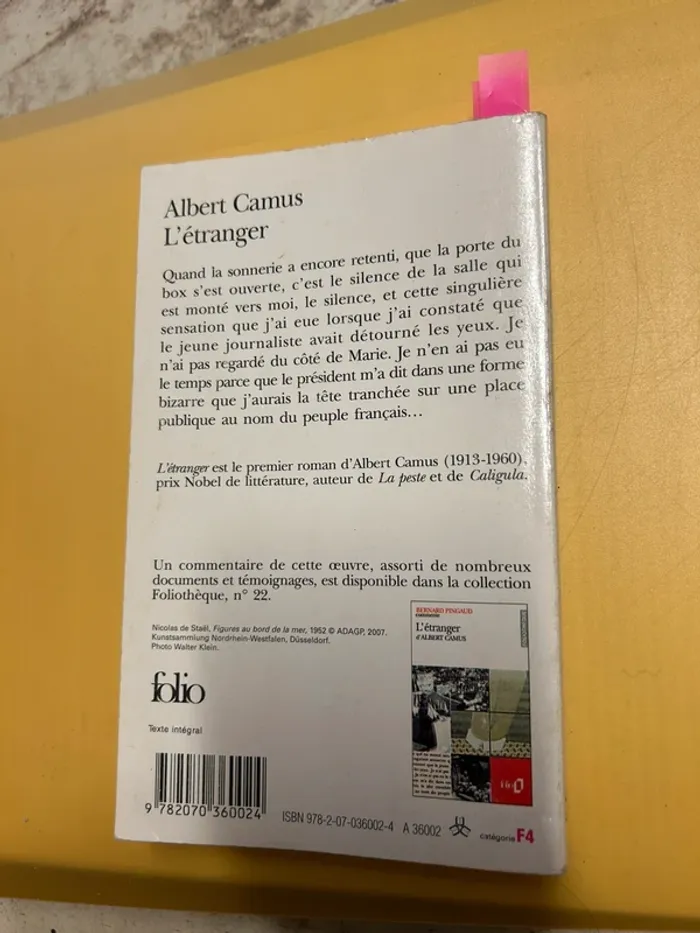 Albert Camus
L'étranger
Quand la sonnerie a encore retenti, que la porte du
box s'est ouverte, c'est le silence de la salle qui
est monté vers moi, le silence, et cette singulière
sensation que j'ai eue lorsque j'ai constaté que
le jeune journaliste avait détourné les yeux. Je
n'ai pas regardé du côté de Marie. Je n'en ai pas eu
le temps parce que le président m'a dit dans une forme
bizarre que j'aurais la tête tranchée sur une place
publique au nom du peuple français...
L'étranger est le premier roman d'Albert Camus (1913-1960),
prix Nobel de littérature, auteur de La peste et de Caligula.
Un commentaire de cette œuvre, assorti de nombreux
documents et témoignages, est disponible dans la collection
Foliothèque, n° 22.
Nicolas de Staël, Figures au bord de la mer, 1952 © ADAGP, 2007.
Kunstsammlung Nordrhein-Westfalen, Düsseldorf.
Photo Walter Klein.
BERNARD PINGAUD
L'étranger
d'ALBERT CAMUS
folio
Texte intégral
9 782070 360024
ISBN 978-2-07-036002-4 A 36002 catégorie F4